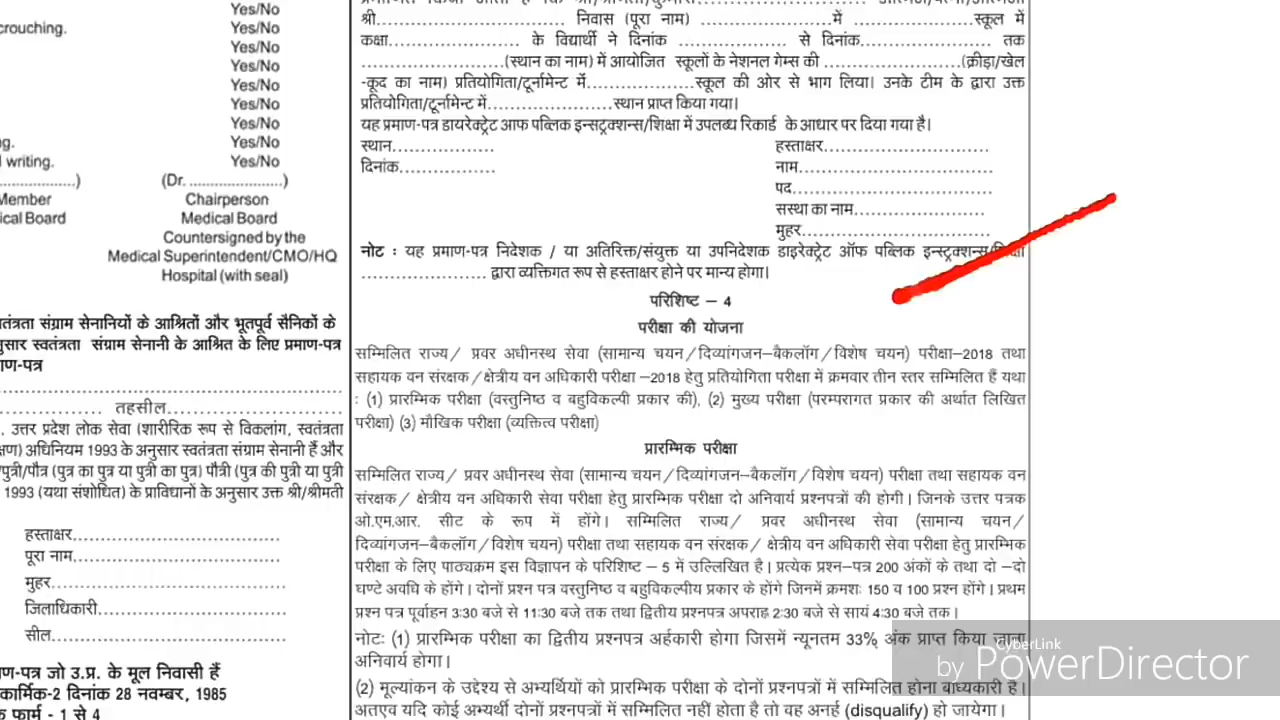 Yes/No
crouching. Yes/No
Yes/No
Yes/No
Yes/No
Yes/No
Yes/No
ng. Yes/No
writing. Yes/No
.....................) (Dr. .....................)
Member Chairperson
ical Board Medical Board
Countersigned by the
Medical Superintendent/CMO/HQ
Hospital (with seal)
वतंत्रता संग्राम सेनानियों के आश्रितों और भूतपूर्व सैनिकों के
नुसार स्वतंत्रता संग्राम सेनानी के आश्रित के लिए प्रमाण-पत्र
माण-पत्र
तहसील....................................
, उत्तर प्रदेश लोक सेवा (शारीरिक रूप से विकलांग, स्वतंत्रता
क्षण) अधिनियम 1993 के अनुसार स्वतंत्रता संग्राम सेनानी हैं और
/पुत्री/पौत्र (पुत्र का पुत्र या पुत्री का पुत्र) पौत्री (पुत्र की पुत्री या पुत्री
1993 (यथा संशोधित) के प्राविधानों के अनुसार उक्त श्री/श्रीमती
हस्ताक्षर..........................................
पूरा नाम..........................................
मुहर................................................
जिलाधिकारी......................................
सील................................................
माण-पत्र जो उ.प्र. के मूल निवासी हैं
कार्मिक-2 दिनांक 28 नवम्बर, 1985
के फार्म - 1 से 4
श्री..................................... निवास (पूरा नाम) ...........................में .............................स्कूल में
कक्षा.......................... के विद्यार्थी ने दिनांक ...................... से दिनांक.......................... तक
.............................(स्थान का नाम) में आयोजित स्कूलों के नेशनल गेम्स की .............................(क्रीड़ा/खेल
-कूद का नाम) प्रतियोगिता/टूर्नामेन्ट में......................स्कूल की ओर से भाग लिया। उनके टीम के द्वारा उक्त
प्रतियोगिता/टूर्नामेन्ट में.........................स्थान प्राप्त किया गया।
यह प्रमाण-पत्र डायरेक्ट्रेट आफ पब्लिक इन्सट्रक्शन्स/शिक्षा में उपलब्ध रिकार्ड के आधार पर दिया गया है।
स्थान..................... हस्ताक्षर.................................
दिनांक......................... नाम.......................................
पद.........................................
सस्था का नाम...........................
मुहर......................................
नोट : यह प्रमाण-पत्र निदेशक / या अतिरिक्त/संयुक्त या उपनिदेशक डाइरेक्ट्रेट ऑफ पब्लिक इन्स्ट्रक्शन्स/शिक्षा
......................... द्वारा व्यक्तिगत रूप से हस्ताक्षर होने पर मान्य होगा।
परिशिष्ट – 4
परीक्षा की योजना
सम्मिलित राज्य/ प्रवर अधीनस्थ सेवा (सामान्य चयन/दिव्यांगजन–बैकलॉग/विशेष चयन) परीक्षा–2018 तथा
सहायक वन संरक्षक/क्षेत्रीय वन अधिकारी परीक्षा –2018 हेतु प्रतियोगिता परीक्षा में क्रमवार तीन स्तर सम्मिलित हैं यथा
: (1) प्रारम्भिक परीक्षा (वस्तुनिष्ठ व बहुविकल्पी प्रकार की), (2) मुख्य परीक्षा (परम्परागत प्रकार की अर्थात लिखित
परीक्षा) (3) मौखिक परीक्षा (व्यक्तित्व परीक्षा)
प्रारम्भिक परीक्षा
सम्मिलित राज्य/ प्रवर अधीनस्थ सेवा (सामान्य चयन/दिव्यांगजन–बैकलॉग/विशेष चयन) परीक्षा तथा सहायक वन
संरक्षक/ क्षेत्रीय वन अधिकारी सेवा परीक्षा हेतु प्रारम्भिक परीक्षा दो अनिवार्य प्रश्नपत्रों की होगी। जिनके उत्तर पत्रक
ओ.एम.आर. सीट के रूप में होंगे। सम्मिलित राज्य/ प्रवर अधीनस्थ सेवा (सामान्य चयन/
दिव्यांगजन–बैकलॉग/विशेष चयन) परीक्षा तथा सहायक वन संरक्षक/ क्षेत्रीय वन अधिकारी सेवा परीक्षा हेतु प्रारम्भिक
परीक्षा के लिए पाठ्यक्रम इस विज्ञापन के परिशिष्ट – 5 में उल्लिखित है। प्रत्येक प्रश्न–पत्र 200 अंकों के तथा दो –दो
घण्टे अवधि के होंगे। दोनों प्रश्न पत्र वस्तुनिष्ठ व बहुविकल्पीय प्रकार के होंगे जिनमें क्रमशः 150 व 100 प्रश्न होंगे। प्रथम
प्रश्न पत्र पूर्वाहन 3:30 बजे से 11:30 बजे तक तथा द्वितीय प्रश्नपत्र अपराह्न 2:30 बजे से सायं 4:30 बजे तक।
नोटः (1) प्रारम्भिक परीक्षा का द्वितीय प्रश्नपत्र अर्हकारी होगा जिसमें न्यूनतम 33% अंक प्राप्त किया जाना
अनिवार्य होगा।
(2) मूल्यांकन के उद्देश्य से अभ्यर्थियों को प्रारम्भिक परीक्षा के दोनों प्रश्नपत्रों में सम्मिलित होना बाध्यकारी है।
अतएव यदि कोई अभ्यर्थी दोनों प्रश्नपत्रों में सम्मिलित नहीं होता है तो वह अनर्ह (disqualify) हो जायेगा।
CyberLink
by PowerDirector